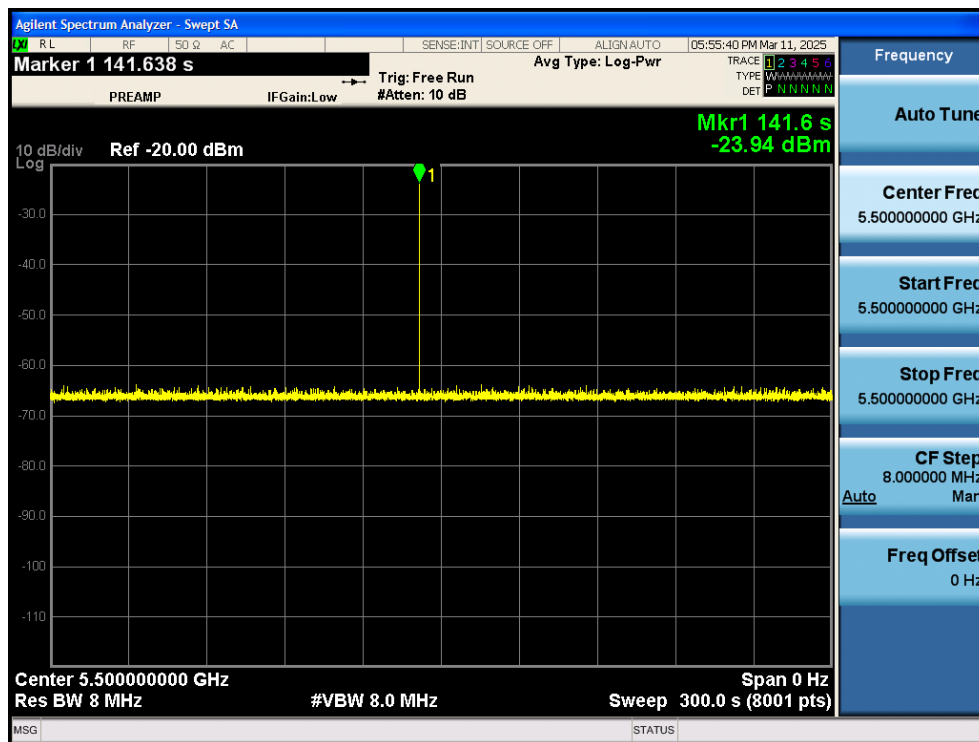 Agilent Spectrum Analyzer - Swept SA
LXI RL RF 50 Ω AC SENSE:INT SOURCE OFF ALIGN AUTO 05:55:40 PM Mar 11, 2025
Marker 1 141.638 s
PREAMP IFGain:Low
Trig: Free Run
#Atten: 10 dB
Avg Type: Log-Pwr
TRACE 1 2 3 4 5 6
TYPE WWWWWW
DET P N N N N N
Mkr1 141.6 s
-23.94 dBm
10 dB/div Ref -20.00 dBm
Log
1
-30.0
-40.0
-50.0
-60.0
-70.0
-80.0
-90.0
-100
-110
Center 5.500000000 GHz Span 0 Hz
Res BW 8 MHz #VBW 8.0 MHz Sweep 300.0 s (8001 pts)
MSG STATUS
Frequency
Auto Tune
Center Freq
5.500000000 GHz
Start Freq
5.500000000 GHz
Stop Freq
5.500000000 GHz
CF Step
8.000000 MHz
Auto Man
Freq Offset
0 Hz